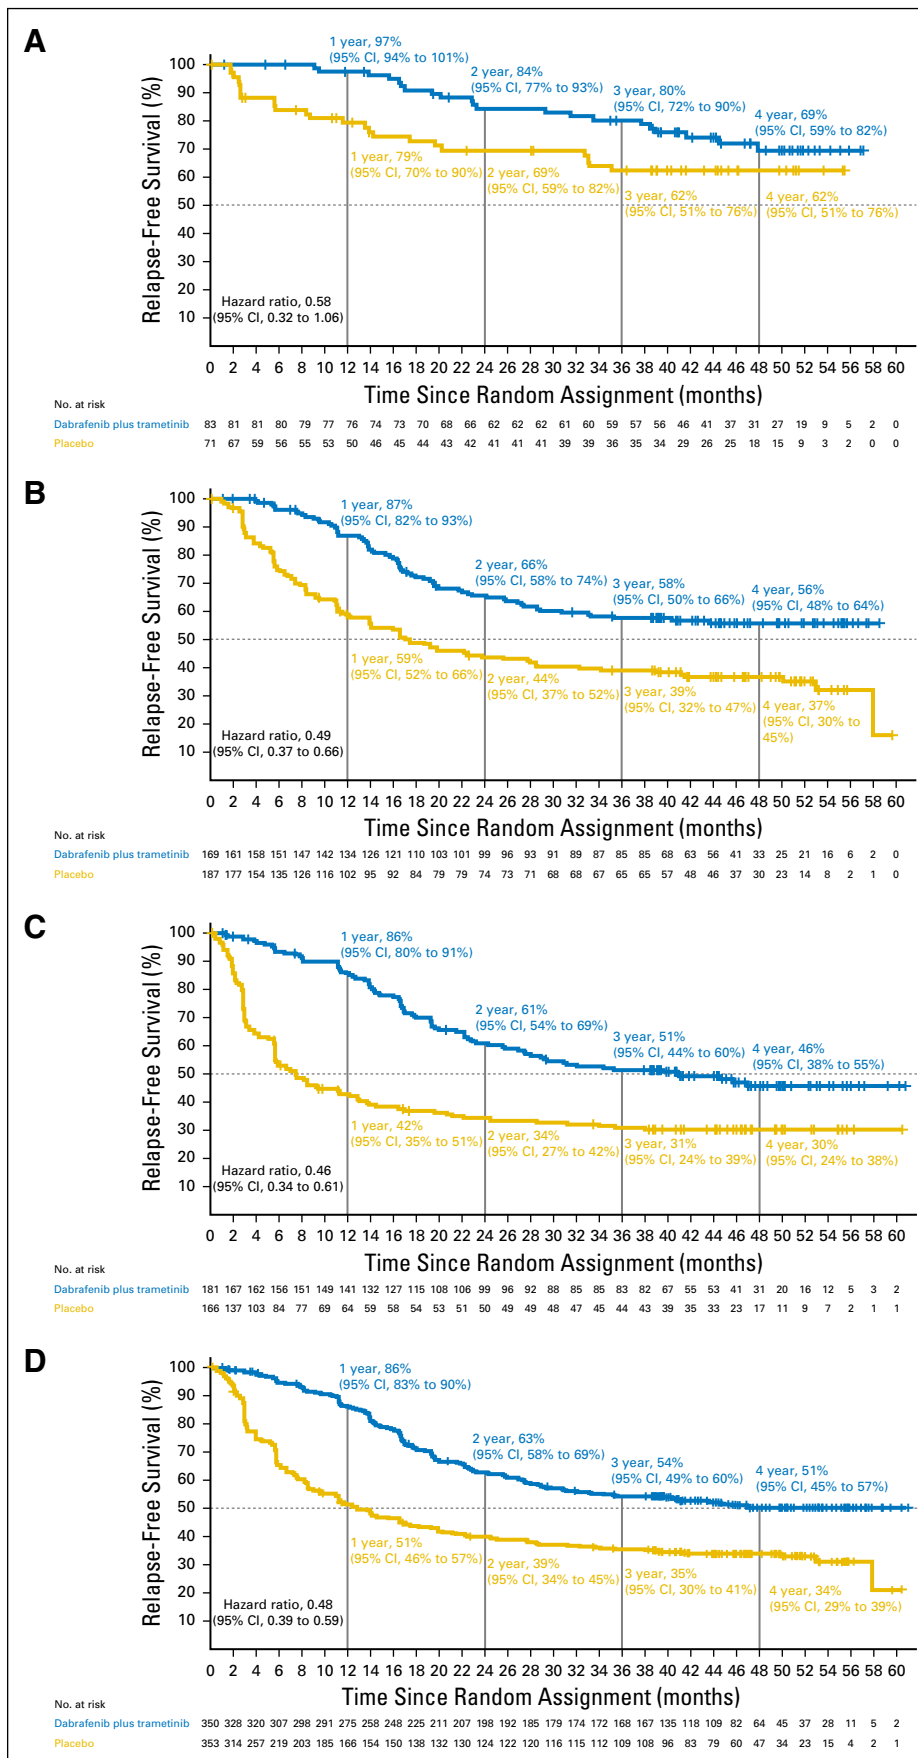 A
Relapse-Free Survival (%)
100
90
80
70
60
50
40
30
20
10
1 year, 97%
(95% CI, 94% to 101%)
2 year, 84%
(95% CI, 77% to 93%)
3 year, 80%
(95% CI, 72% to 90%)
4 year, 69%
(95% CI, 59% to 82%)
1 year, 79%
(95% CI, 70% to 90%)
2 year, 69%
(95% CI, 59% to 82%)
3 year, 62%
(95% CI, 51% to 76%)
4 year, 62%
(95% CI, 51% to 76%)
Hazard ratio, 0.58
(95% CI, 0.32 to 1.06)
0 2 4 6 8 10 12 14 16 18 20 22 24 26 28 30 32 34 36 38 40 42 44 46 48 50 52 54 56 58 60
Time Since Random Assignment (months)
No. at risk
Dabrafenib plus trametinib 83 81 81 80 79 77 76 74 73 70 68 66 62 62 62 61 60 59 57 56 46 41 37 31 27 19 9 5 2 0
Placebo 71 67 59 56 55 53 50 46 45 44 43 42 41 41 41 39 39 36 35 34 29 26 25 18 15 9 3 2 0 0
B
Relapse-Free Survival (%)
100
90
80
70
60
50
40
30
20
10
1 year, 87%
(95% CI, 82% to 93%)
2 year, 66%
(95% CI, 58% to 74%)
3 year, 58%
(95% CI, 50% to 66%)
4 year, 56%
(95% CI, 48% to 64%)
1 year, 59%
(95% CI, 52% to 66%)
2 year, 44%
(95% CI, 37% to 52%)
3 year, 39%
(95% CI, 32% to 47%)
4 year, 37%
(95% CI, 30% to
45%)
Hazard ratio, 0.49
(95% CI, 0.37 to 0.66)
0 2 4 6 8 10 12 14 16 18 20 22 24 26 28 30 32 34 36 38 40 42 44 46 48 50 52 54 56 58 60
Time Since Random Assignment (months)
No. at risk
Dabrafenib plus trametinib 169 161 158 151 147 142 134 126 121 110 103 101 99 96 93 91 89 87 85 85 68 63 56 41 33 25 21 16 6 2 0
Placebo 187 177 154 135 126 116 102 95 92 84 79 79 74 73 71 68 68 67 65 65 57 48 46 37 30 23 14 8 2 1 0
C
Relapse-Free Survival (%)
100
90
80
70
60
50
40
30
20
10
1 year, 86%
(95% CI, 80% to 91%)
2 year, 61%
(95% CI, 54% to 69%)
3 year, 51%
(95% CI, 44% to 60%)
4 year, 46%
(95% CI, 38% to 55%)
1 year, 42%
(95% CI, 35% to 51%)
2 year, 34%
(95% CI, 27% to 42%)
3 year, 31%
(95% CI, 24% to 39%)
4 year, 30%
(95% CI, 24% to 38%)
Hazard ratio, 0.46
(95% CI, 0.34 to 0.61)
0 2 4 6 8 10 12 14 16 18 20 22 24 26 28 30 32 34 36 38 40 42 44 46 48 50 52 54 56 58 60
Time Since Random Assignment (months)
No. at risk
Dabrafenib plus trametinib 181 167 162 156 151 149 141 132 127 115 108 106 99 96 92 88 85 85 83 82 67 55 53 41 31 20 16 12 5 3 2
Placebo 166 137 103 84 77 69 64 59 58 54 53 51 50 49 49 48 47 45 44 43 39 35 33 23 17 11 9 7 2 1 1
D
Relapse-Free Survival (%)
100
90
80
70
60
50
40
30
20
10
1 year, 86%
(95% CI, 83% to 90%)
2 year, 63%
(95% CI, 58% to 69%)
3 year, 54%
(95% CI, 49% to 60%)
4 year, 51%
(95% CI, 45% to 57%)
1 year, 51%
(95% CI, 46% to 57%)
2 year, 39%
(95% CI, 34% to 45%)
3 year, 35%
(95% CI, 30% to 41%)
4 year, 34%
(95% CI, 29% to 39%)
Hazard ratio, 0.48
(95% CI, 0.39 to 0.59)
0 2 4 6 8 10 12 14 16 18 20 22 24 26 28 30 32 34 36 38 40 42 44 46 48 50 52 54 56 58 60
Time Since Random Assignment (months)
No. at risk
Dabrafenib plus trametinib 350 328 320 307 298 291 275 258 248 225 211 207 198 192 185 179 174 172 168 167 135 118 109 82 64 45 37 28 11 5 2
Placebo 353 314 257 219 203 185 166 154 150 138 132 130 124 122 120 116 115 112 109 108 96 83 79 60 47 34 23 15 4 2 1